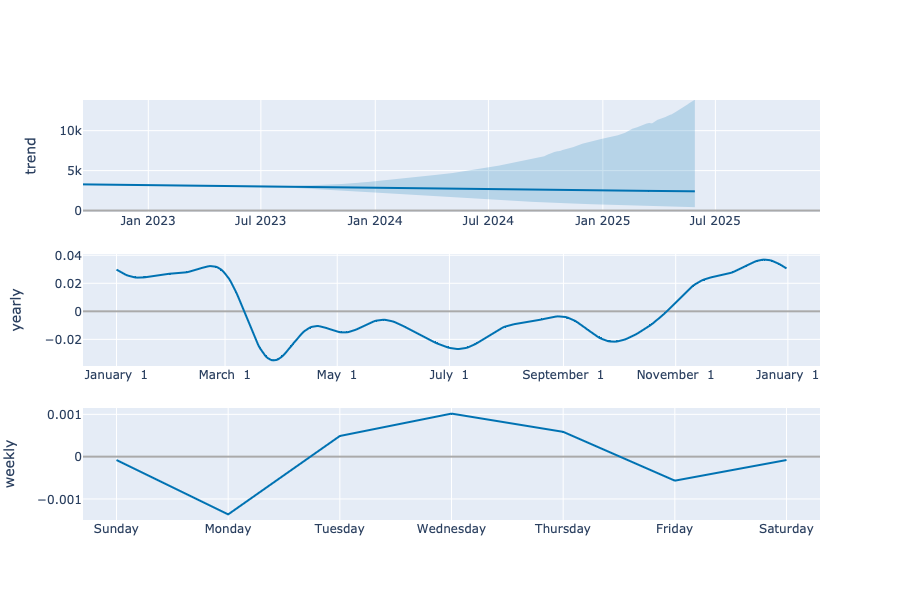 trend
10k
5k
0
Jan 2023 Jul 2023 Jan 2024 Jul 2024 Jan 2025 Jul 2025
yearly
0.04
0.02
0
−0.02
January 1 March 1 May 1 July 1 September 1 November 1 January 1
weekly
0.001
0
−0.001
Sunday Monday Tuesday Wednesday Thursday Friday Saturday